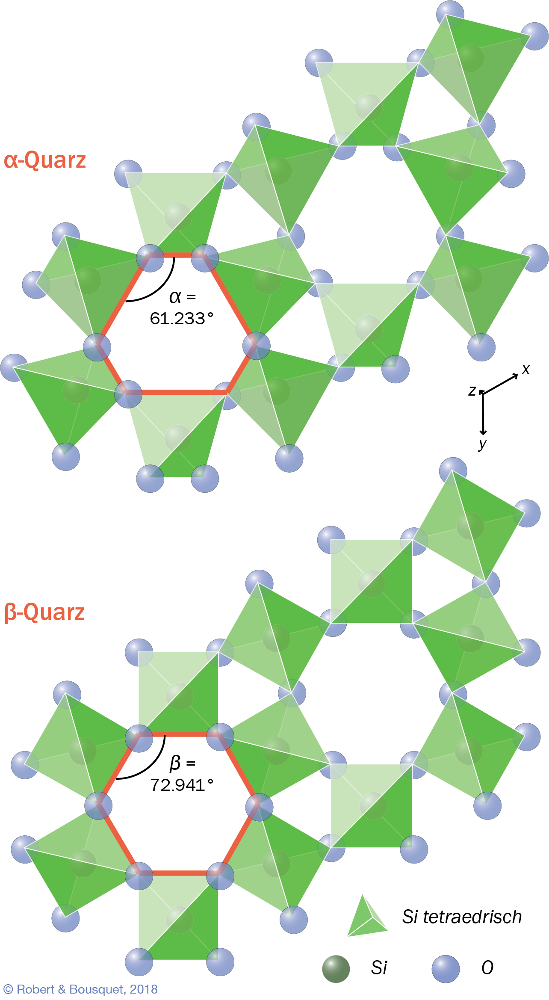 α-Quarz
α =
61.233°
x
z
y
β-Quarz
β =
72.941°
Si tetraedrisch
Si
O
© Robert & Bousquet, 2018